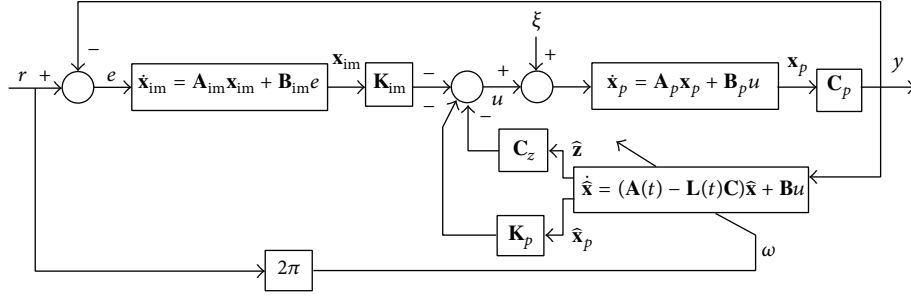 ξ
r + − e ẋ_im = A_im x_im + B_im e x_im K_im − − − + u + ẋ_p = A_p x_p + B_p u x_p C_p y
C_z ẑ
x̂̇ = (A(t) − L(t)C)x̂ + Bu
K_p x̂_p
ω
2π